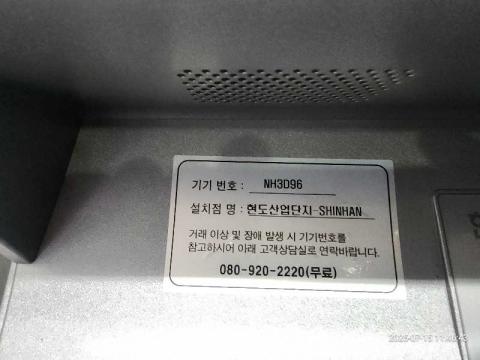 기기 번호 : NH3D96
설치점 명 : 현도산업단지-SHINHAN
거래 이상 및 장애 발생 시 기기번호를
참고하시어 아래 고객상담실로 연락바랍니다.
080-920-2220(무료)